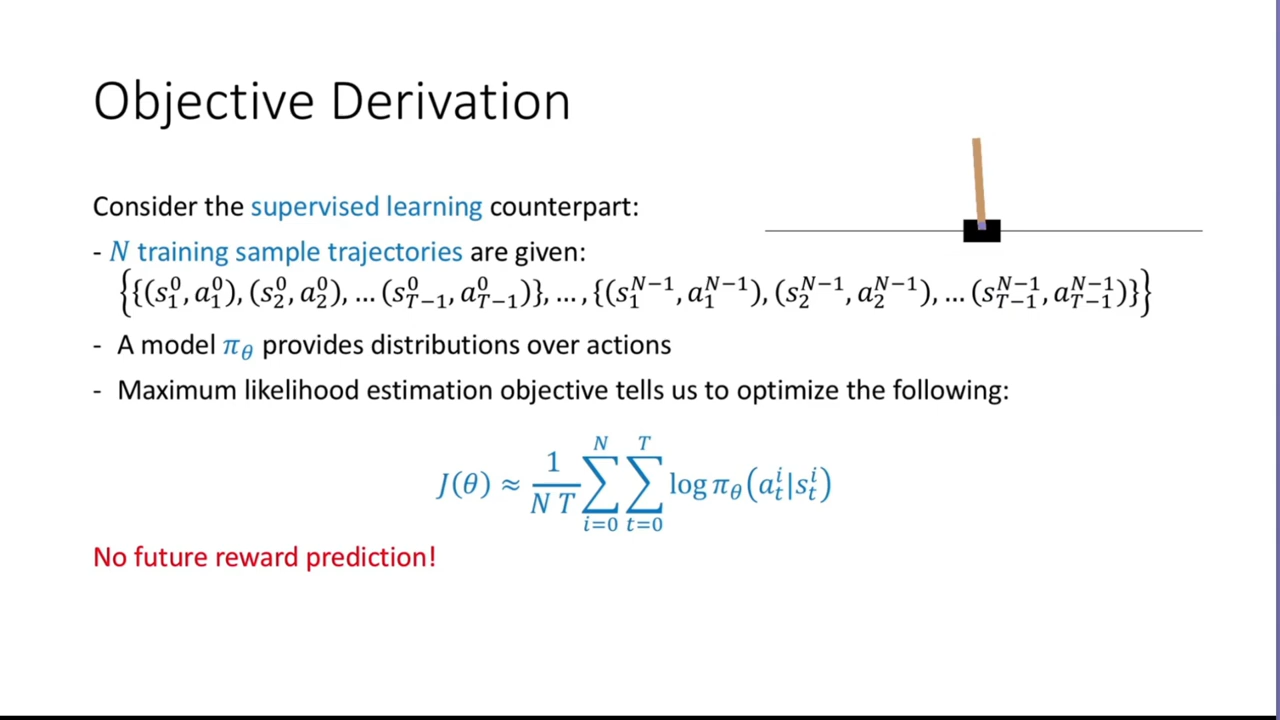 Objective Derivation
Consider the supervised learning counterpart:
- N training sample trajectories are given:
{{(s_1^0, a_1^0), (s_2^0, a_2^0), … (s_{T−1}^0, a_{T−1}^0)}, … , {(s_1^{N−1}, a_1^{N−1}), (s_2^{N−1}, a_2^{N−1}), … (s_{T−1}^{N−1}, a_{T−1}^{N−1})}}
- A model π_θ provides distributions over actions
- Maximum likelihood estimation objective tells us to optimize the following:
J(θ) ≈ \frac{1}{N T} \sum_{i=0}^{N} \sum_{t=0}^{T} log π_θ(a_t^i|s_t^i)
No future reward prediction!